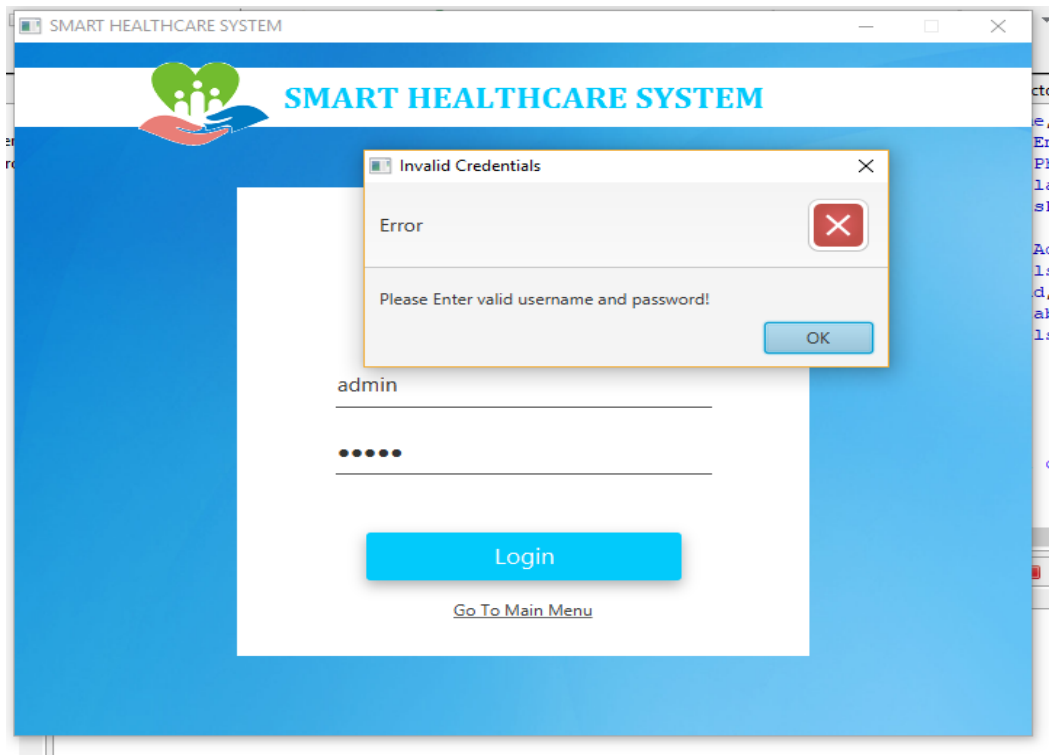 SMART HEALTHCARE SYSTEM
SMART HEALTHCARE SYSTEM
Invalid Credentials
Error
Please Enter valid username and password!
OK
admin
•••••
Login
Go To Main Menu